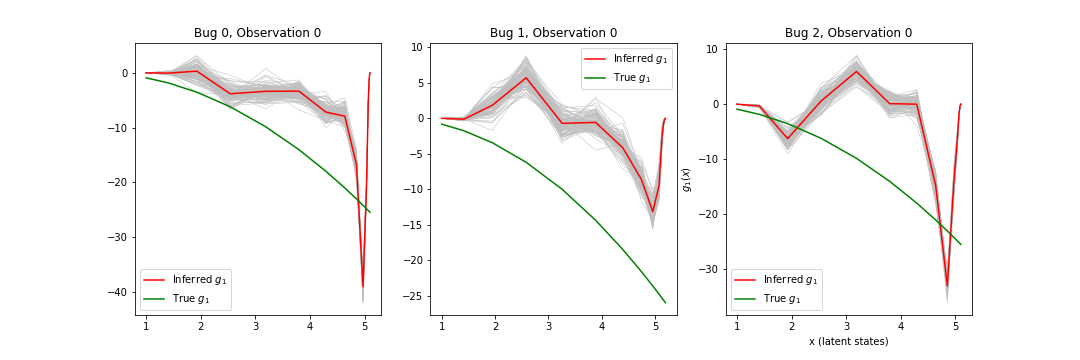 Bug 0, Observation 0
0
−10
−20
−30
−40
1 2 3 4 5
Inferred g₁
True g₁
Bug 1, Observation 0
10
5
0
−5
−10
−15
−20
−25
1 2 3 4 5
Inferred g₁
True g₁
Bug 2, Observation 0
g₁(x)
10
0
−10
−20
−30
1 2 3 4 5
x (latent states)
Inferred g₁
True g₁